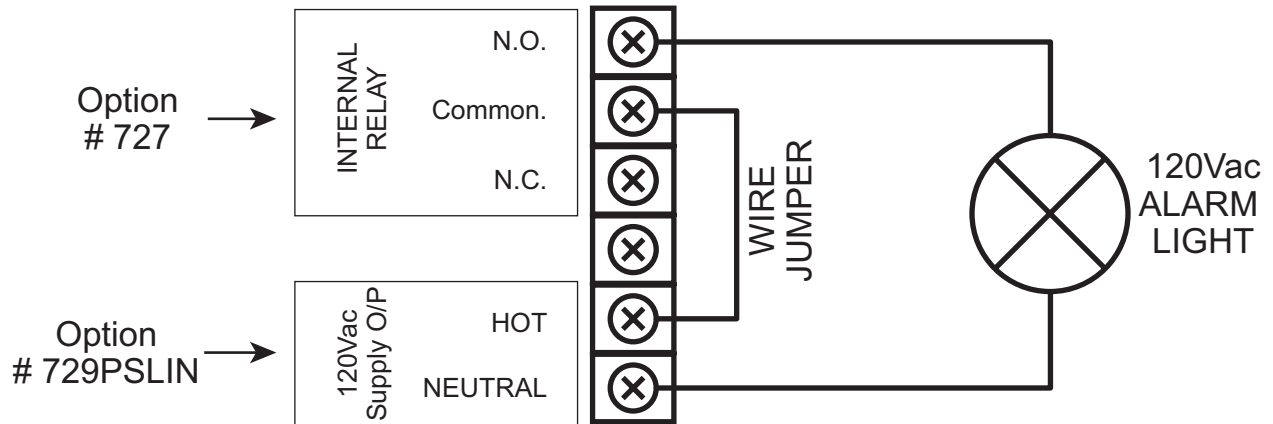 Option
# 727
INTERNAL
RELAY
N.O.
Common.
N.C.
Option
# 729PSLIN
120Vac
Supply O/P
HOT
NEUTRAL
WIRE
JUMPER
120Vac
ALARM
LIGHT